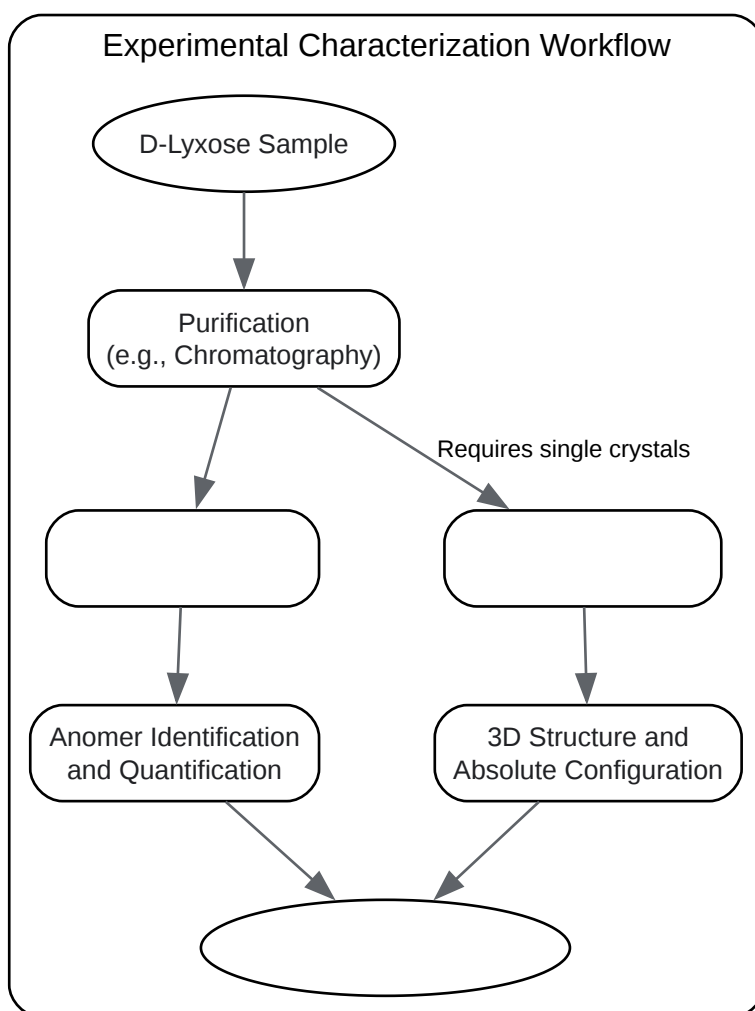 Experimental Characterization Workflow
D-Lyxose Sample
Purification
(e.g., Chromatography)
Requires single crystals
Anomer Identification
and Quantification
3D Structure and
Absolute Configuration